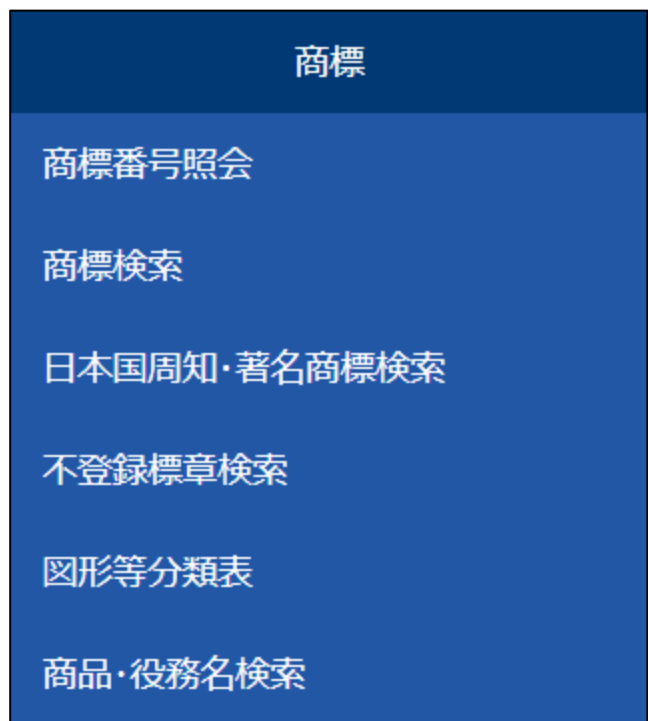 商標
商標番号照会
商標検索
日本国周知･著名商標検索
不登録標章検索
図形等分類表
商品･役務名検索